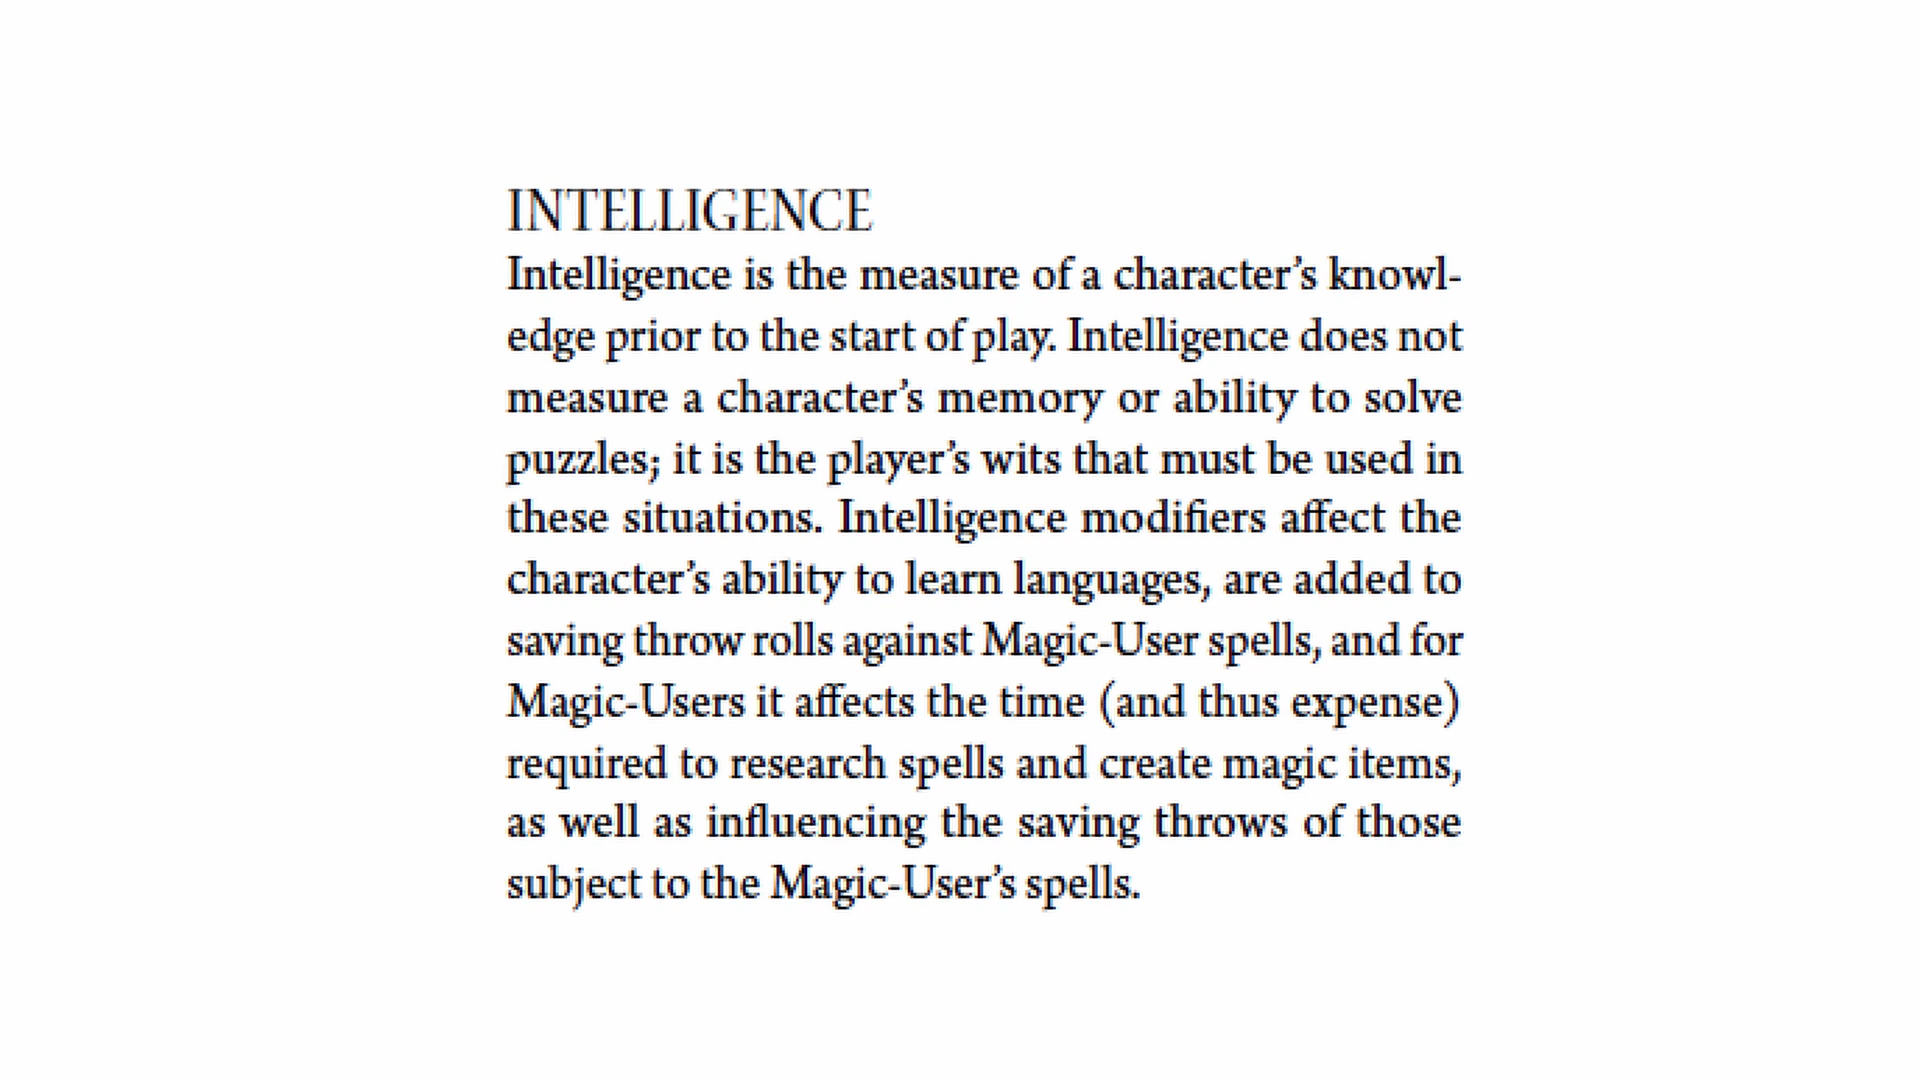 INTELLIGENCE
Intelligence is the measure of a character’s knowl-
edge prior to the start of play. Intelligence does not
measure a character’s memory or ability to solve
puzzles; it is the player’s wits that must be used in
these situations. Intelligence modifiers affect the
character’s ability to learn languages, are added to
saving throw rolls against Magic-User spells, and for
Magic-Users it affects the time (and thus expense)
required to research spells and create magic items,
as well as influencing the saving throws of those
subject to the Magic-User’s spells.